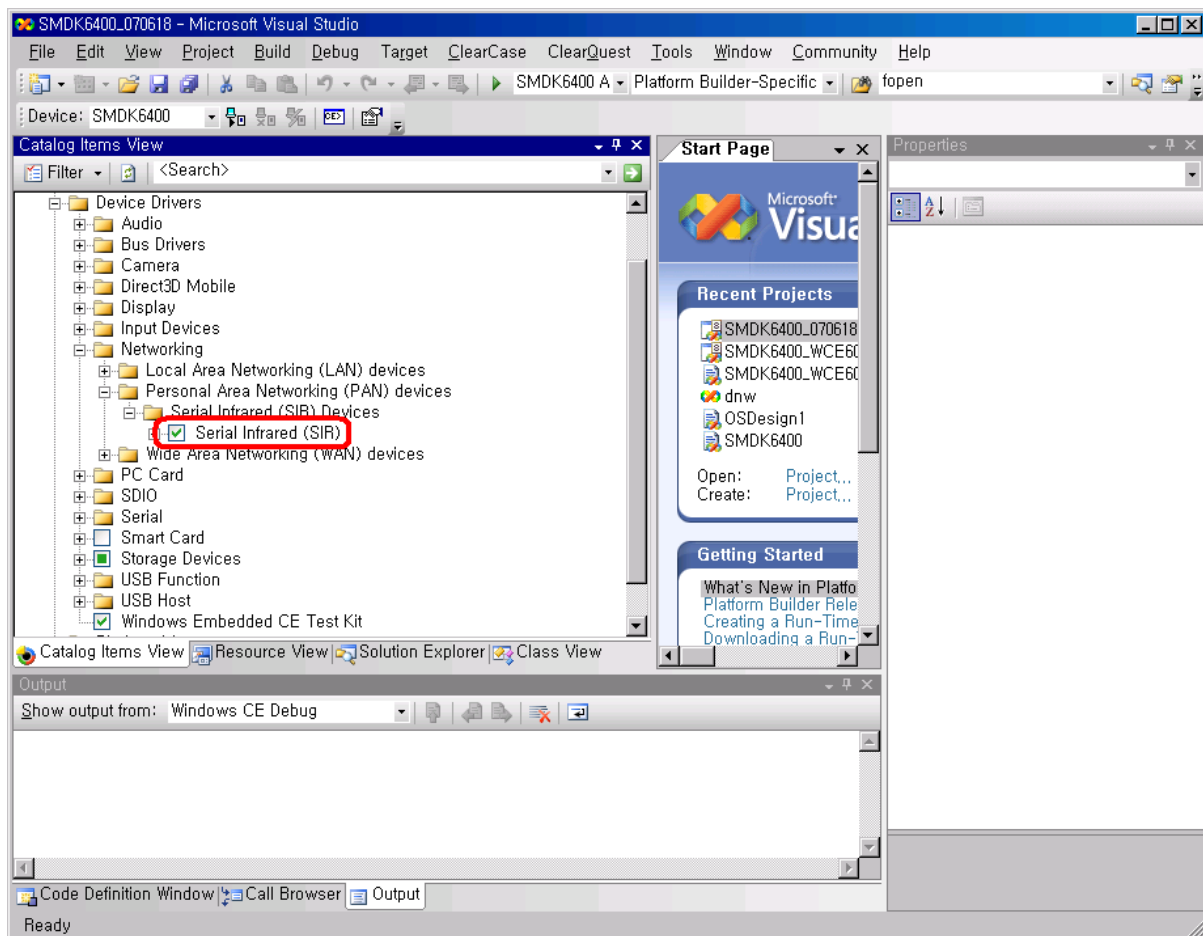 SMDK6400_070618 - Microsoft Visual Studio
File Edit View Project Build Debug Target ClearCase ClearQuest Tools Window Community Help
SMDK6400 A Platform Builder-Specific fopen
Device: SMDK6400
Catalog Items View
Filter <Search>
Device Drivers
Audio
Bus Drivers
Camera
Direct3D Mobile
Display
Input Devices
Networking
Local Area Networking (LAN) devices
Personal Area Networking (PAN) devices
Serial Infrared (SIR) Devices
Serial Infrared (SIR)
Wide Area Networking (WAN) devices
PC Card
SDIO
Serial
Smart Card
Storage Devices
USB Function
USB Host
Windows Embedded CE Test Kit
Catalog Items View Resource View Solution Explorer Class View
Start Page
Microsoft
Visua
Recent Projects
SMDK6400_070618
SMDK6400_WCE60
SMDK6400_WCE60
dnw
OSDesign1
SMDK6400
Open: Project...
Create: Project...
Getting Started
What's New in Platfo
Platform Builder Rele
Creating a Run-Time
Downloading a Run-
Properties
Output
Show output from: Windows CE Debug
Code Definition Window Call Browser Output
Ready